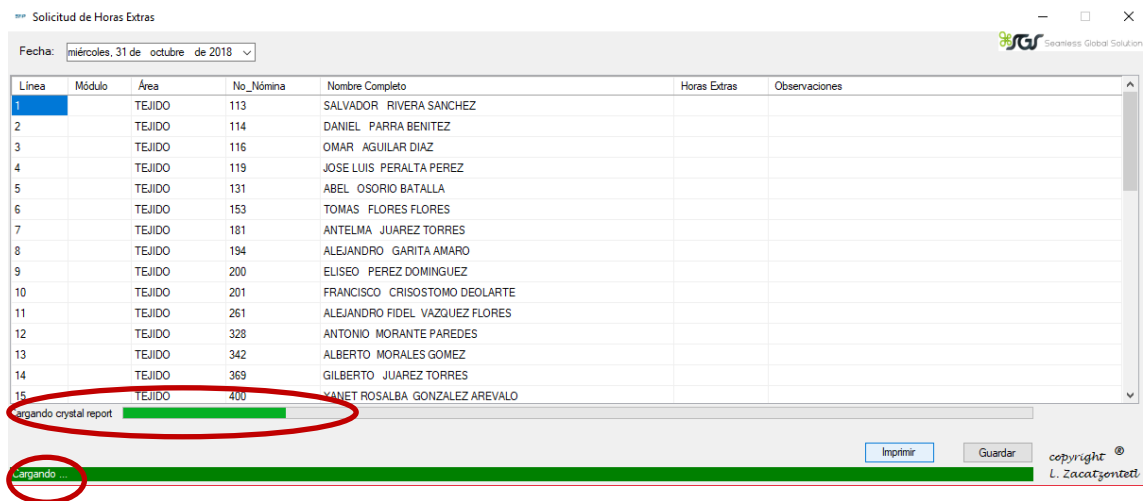 Solicitud de Horas Extras
Fecha: miércoles, 31 de octubre de 2018
SGS Seamless Global Solution
Línea Módulo Área No_Nómina Nombre Completo Horas Extras Observaciones
1 TEJIDO 113 SALVADOR RIVERA SANCHEZ
2 TEJIDO 114 DANIEL PARRA BENITEZ
3 TEJIDO 116 OMAR AGUILAR DIAZ
4 TEJIDO 119 JOSE LUIS PERALTA PEREZ
5 TEJIDO 131 ABEL OSORIO BATALLA
6 TEJIDO 153 TOMAS FLORES FLORES
7 TEJIDO 181 ANTELMA JUAREZ TORRES
8 TEJIDO 194 ALEJANDRO GARITA AMARO
9 TEJIDO 200 ELISEO PEREZ DOMINGUEZ
10 TEJIDO 201 FRANCISCO CRISOSTOMO DEOLARTE
11 TEJIDO 261 ALEJANDRO FIDEL VAZQUEZ FLORES
12 TEJIDO 328 ANTONIO MORANTE PAREDES
13 TEJIDO 342 ALBERTO MORALES GOMEZ
14 TEJIDO 369 GILBERTO JUAREZ TORRES
15 TEJIDO 400 YANET ROSALBA GONZALEZ AREVALO
Cargando crystal report
Imprimir Guardar
copyright ®
L. Zacatzontetl
Cargando ...